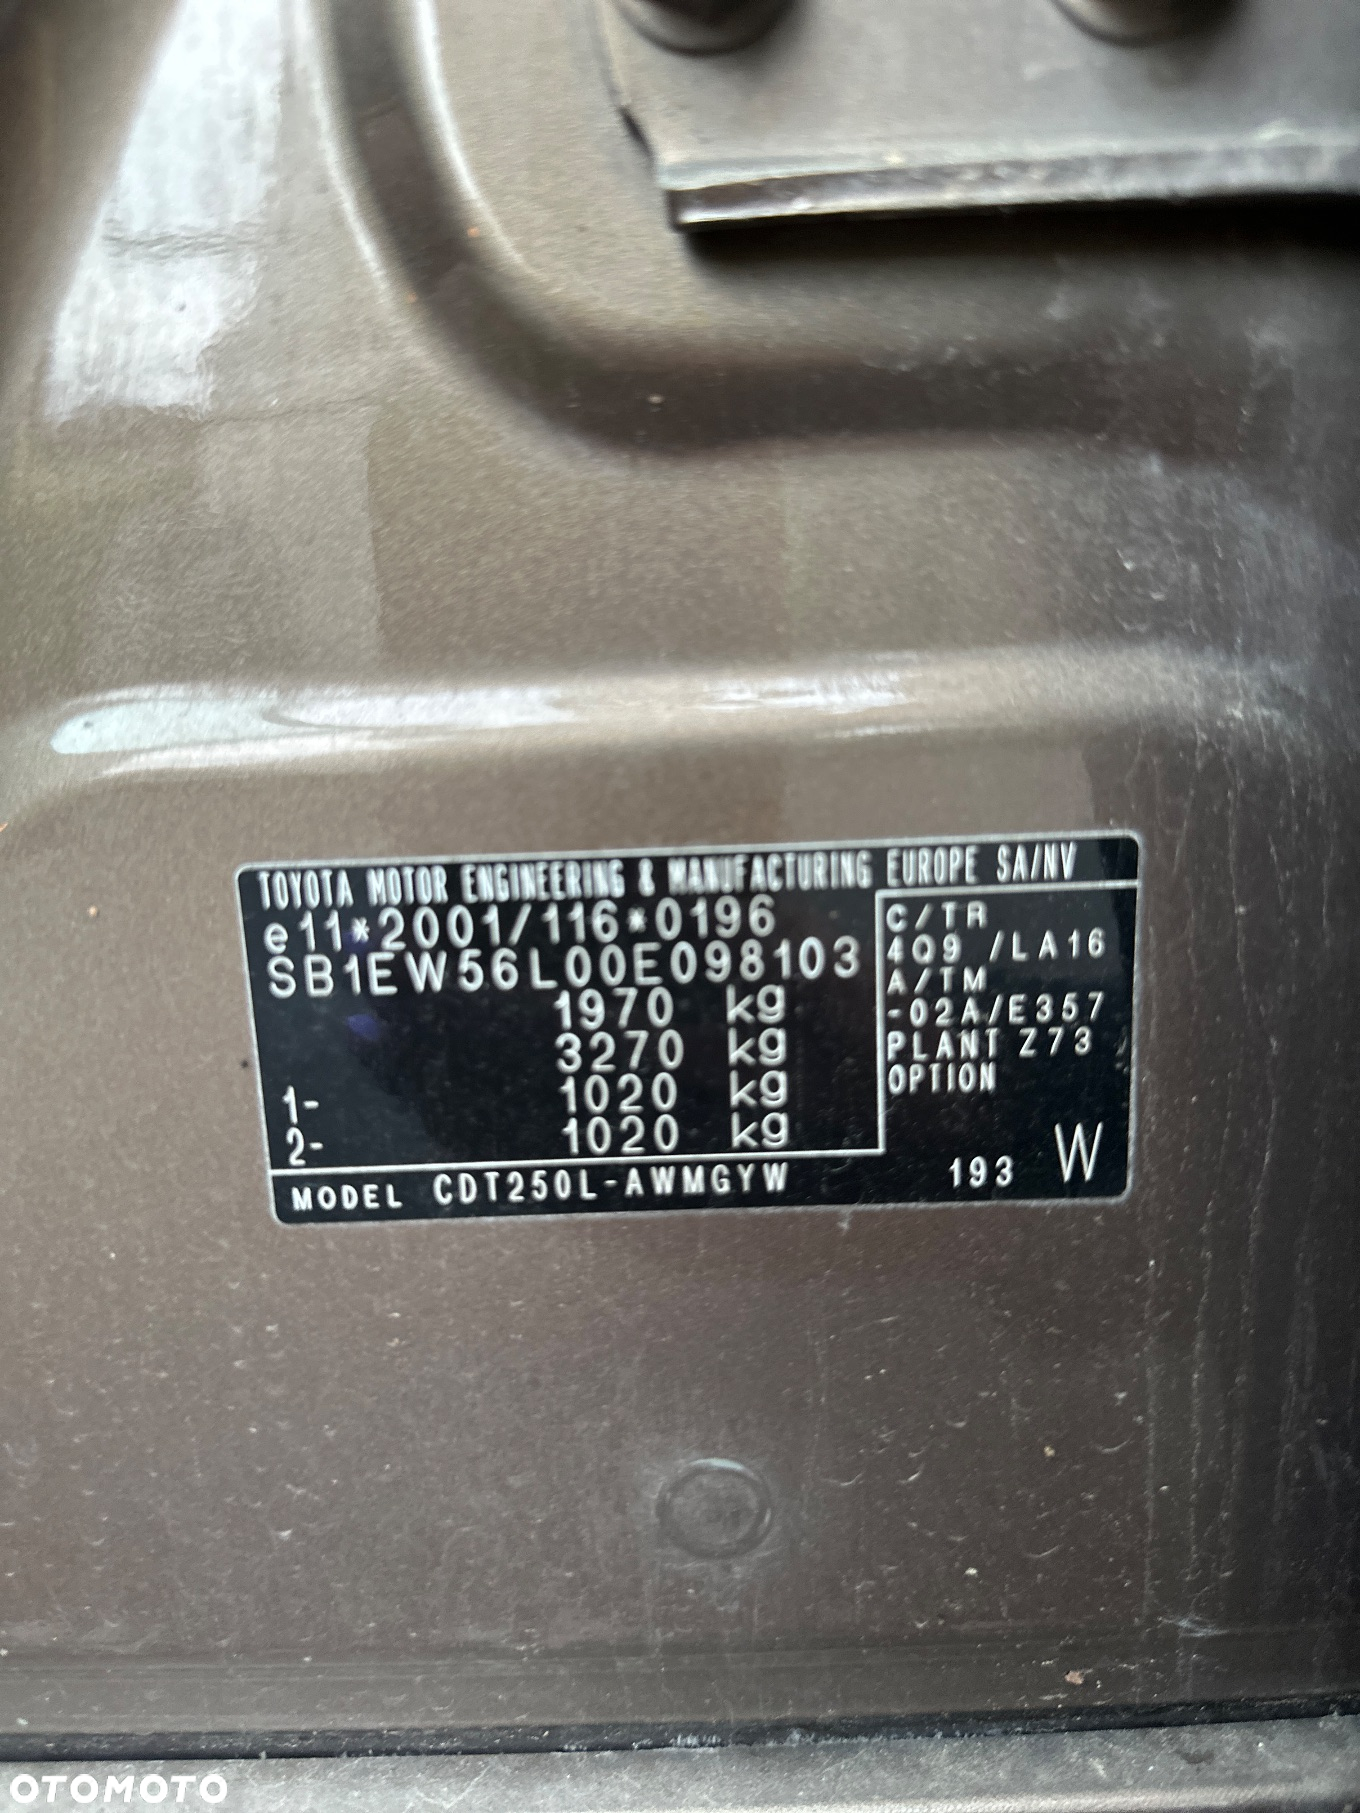 TOYOTA MOTOR ENGINEERING & MANUFACTURING EUROPE SA/NV
e11*2001/116*0196
SB1EW56L00E098103
1970 kg
3270 kg
1- 1020 kg
2- 1020 kg
C/TR
4Q9 /LA16
A/TM
-02A/E357
PLANT Z73
OPTION
193 W
MODEL CDT250L-AWMGYW
OTOMOTO